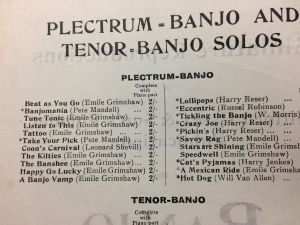 PLECTRUM-BANJO AND
TENOR-BANJO SOLOS
PLECTRUM-BANJO
Complete
with
Piano part
Beat as You Go (Emile Grimshaw) 2/-
*Banjomania (Pete Mandell) 2/-
Tune Tonic (Emile Grimshaw) 2/-
Listen to This (Emile Grimshaw) 2/-
Tattoo (Emile Grimshaw) 2/-
*Take Your Pick (Pete Mandell) 2/-
Coon's Carnival (Leonard Shevill) 2/-
The Kilties (Emile Grimshaw) 2/-
The Banshee (Emile Grimshaw) 2/-
Happy Go Lucky (Emile Grimshaw) 2/-
A Banjo Vamp (Emile Grimshaw) 2/-
*Lollipops (Harry Reser)
*Eccentric (Russel Robinson)
*Tickling the Banjo (W. Morris)
*Crazy Joe (Harry Reser)
*Pickin's (Harry Reser)
*Savoy Rag (Pete Mandell)
Stars are Shining (Emile Grimshaw)
Speedwell (Emile Grimshaw)
*Cat's Pyjamas (Harry Jenkes)
A Mexican Ride (Emile Grimshaw)
*Hot Dog (Will Van Allen)
TENOR-BANJO
Complete
with
Piano part